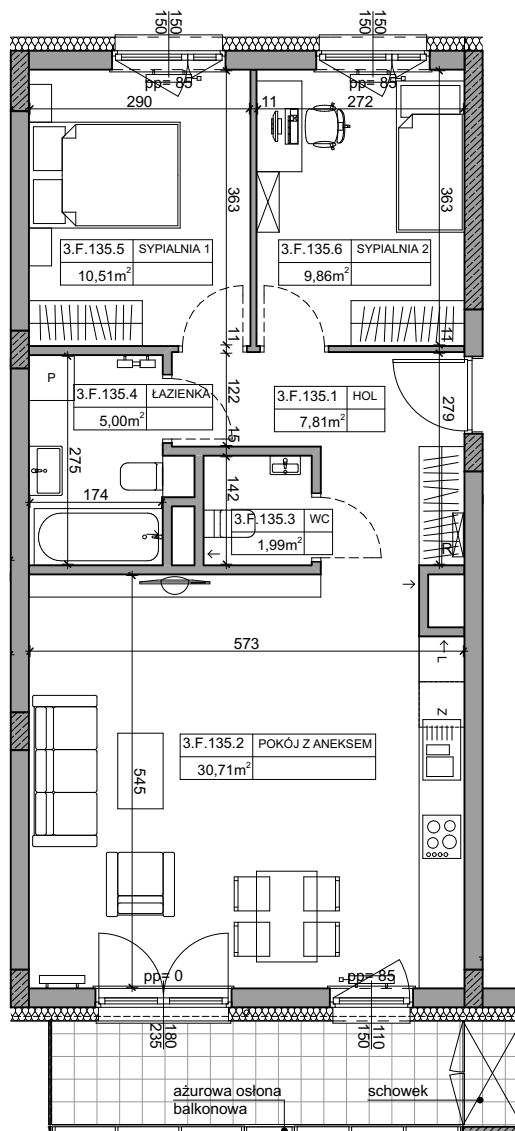 150
150
150
150
pp= 85
pp= 85
290
11
272
363
363
3.F.135.5 SYPIALNIA 1
10,51m²
3.F.135.6 SYPIALNIA 2
9,86m²
11
11
P
3.F.135.4 ŁAZIENKA
5,00m²
122
3.F.135.1 HOL
7,81m²
279
15
275
174
142
3.F.135.3 WC
1,99m²
R
573
L
Z
3.F.135.2 POKÓJ Z ANEKSEM
30,71m²
545
pp= 0
pp= 85
180
235
110
150
ażurowa osłona
balkonowa
schowek